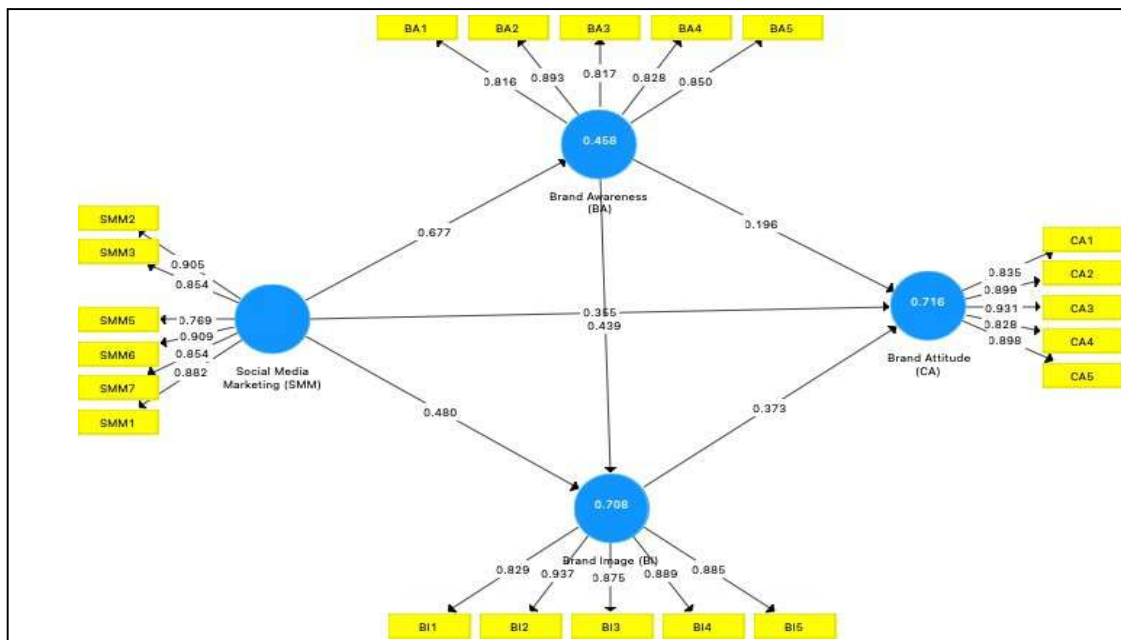 BA1
BA2
BA3
BA4
BA5
0.816
0.893
0.817
0.828
0.850
0.458
Brand Awareness
(BA)
SMM2
SMM3
SMM5
SMM6
SMM7
SMM1
0.905
0.854
0.769
0.909
0.854
0.882
Social Media
Marketing (SMM)
0.677
0.196
0.355
0.439
0.480
0.373
0.716
Brand Attitude
(CA)
0.835
0.899
0.931
0.828
0.898
CA1
CA2
CA3
CA4
CA5
0.708
Brand Image (BI)
0.829
0.937
0.875
0.889
0.885
BI1
BI2
BI3
BI4
BI5